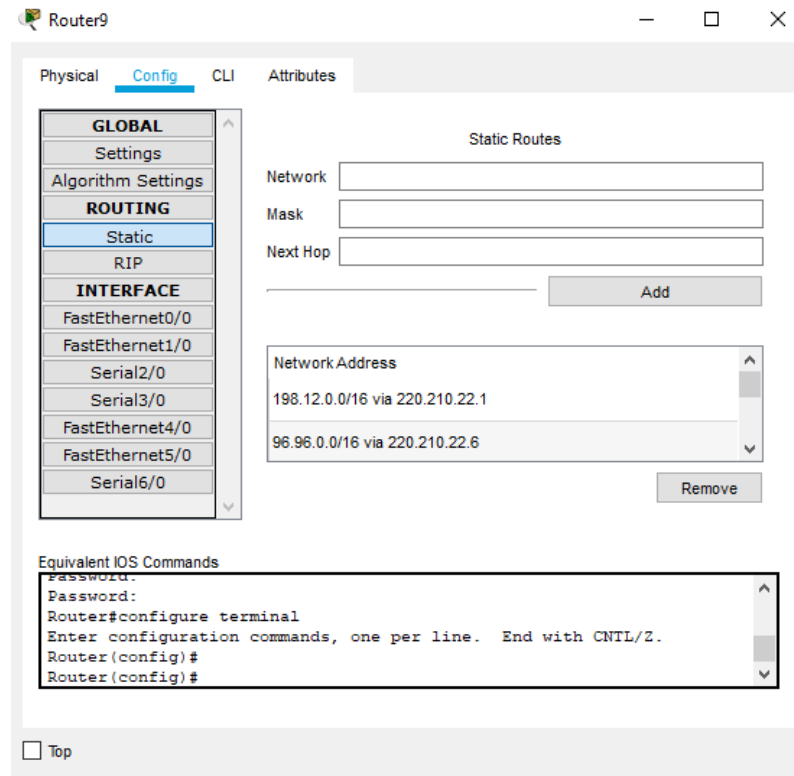 Router9
Physical Config CLI Attributes
GLOBAL
Settings
Algorithm Settings
ROUTING
Static
RIP
INTERFACE
FastEthernet0/0
FastEthernet1/0
Serial2/0
Serial3/0
FastEthernet4/0
FastEthernet5/0
Serial6/0
Static Routes
Network
Mask
Next Hop
Add
Network Address
198.12.0.0/16 via 220.210.22.1
96.96.0.0/16 via 220.210.22.6
Remove
Equivalent IOS Commands
Password:
Password:
Router#configure terminal
Enter configuration commands, one per line.  End with CNTL/Z.
Router(config)#
Router(config)#
Top